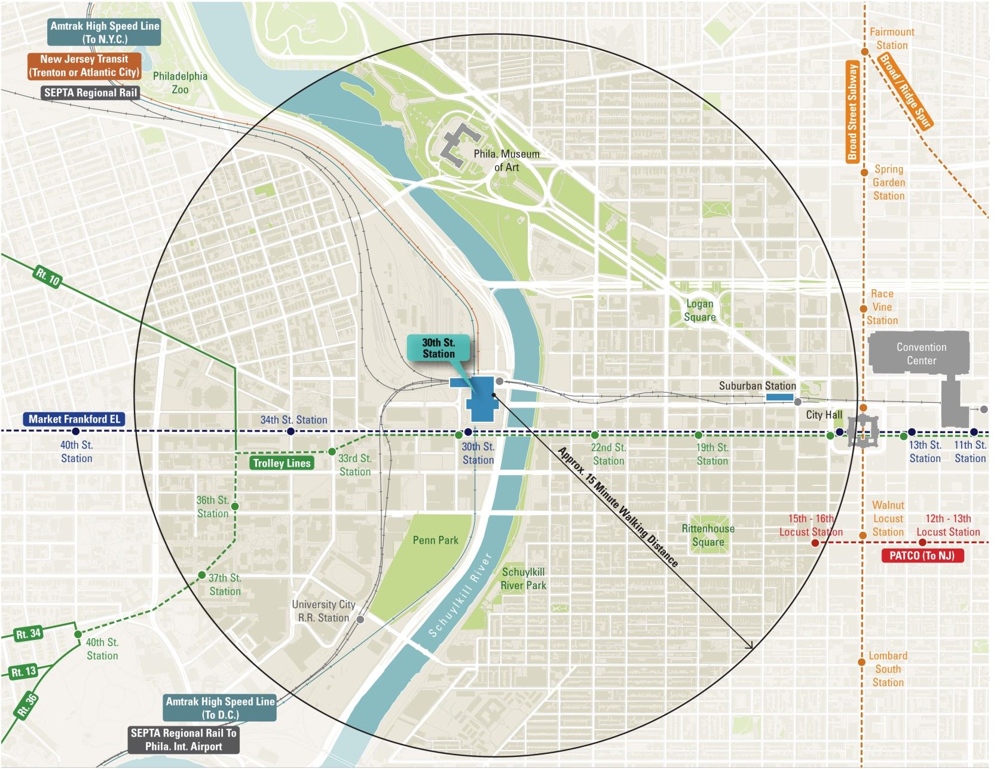 Amtrak High Speed Line
(To N.Y.C.)
New Jersey Transit
(Trenton or Atlantic City)
SEPTA Regional Rail
Philadelphia
Zoo
Fairmount
Station
Broad Street Subway
Broad / Ridge Spur
Phila. Museum
of Art
Spring
Garden
Station
Rt. 10
Race
Vine
Station
Logan
Square
30th St.
Station
Convention
Center
Suburban Station
City Hall
Market Frankford EL
40th St.
Station
34th St. Station
Trolley Lines
33rd St.
Station
30th St.
Station
22nd St.
Station
19th St.
Station
13th St.
Station
11th St.
Station
Approx. 15 Minute Walking Distance
36th St.
Station
Penn Park
Rittenhouse
Square
15th - 16th
Locust Station
Walnut
Locust
Station
12th - 13th
Locust Station
PATCO (To NJ)
37th St.
Station
Schuylkill
River Park
Schuylkill River
University City
R.R. Station
Rt. 34
40th St.
Station
Rt. 13
Rt. 36
Lombard
South
Station
Amtrak High Speed Line
(To D.C.)
SEPTA Regional Rail To
Phila. Int. Airport